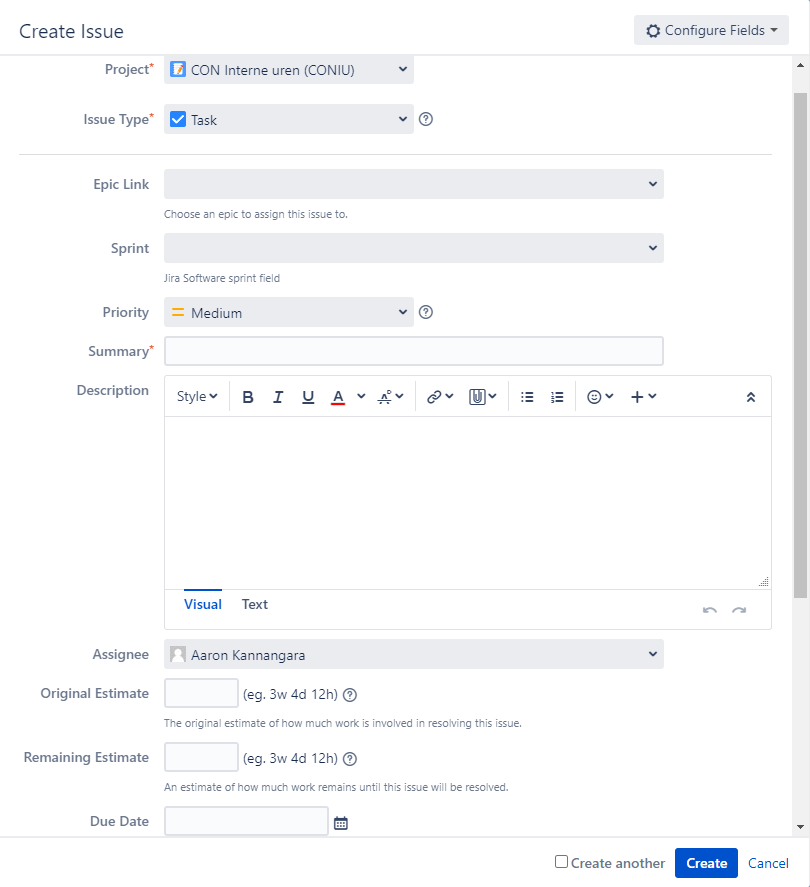 Create Issue
Configure Fields
Project* CON Interne uren (CONIU)
Issue Type* Task
Epic Link
Choose an epic to assign this issue to.
Sprint
Jira Software sprint field
Priority Medium
Summary*
Description Style B I U A
Visual Text
Assignee Aaron Kannangara
Original Estimate (eg. 3w 4d 12h)
The original estimate of how much work is involved in resolving this issue.
Remaining Estimate (eg. 3w 4d 12h)
An estimate of how much work remains until this issue will be resolved.
Due Date
Create another Create Cancel